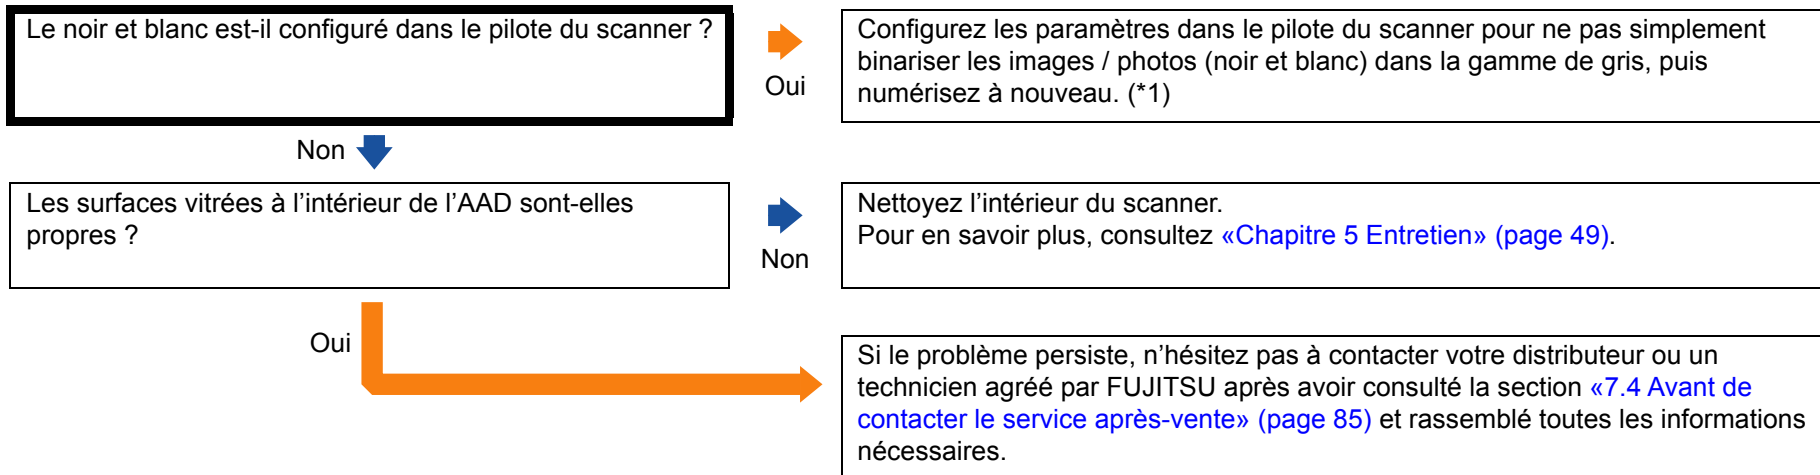 Le noir et blanc est-il configuré dans le pilote du scanner ?
Oui
Configurez les paramètres dans le pilote du scanner pour ne pas simplement
binariser les images / photos (noir et blanc) dans la gamme de gris, puis
numérisez à nouveau. (*1)
Non
Les surfaces vitrées à l’intérieur de l’AAD sont-elles
propres ?
Non
Nettoyez l’intérieur du scanner.
Pour en savoir plus, consultez «Chapitre 5 Entretien» (page 49).
Oui
Si le problème persiste, n’hésitez pas à contacter votre distributeur ou un
technicien agréé par FUJITSU après avoir consulté la section «7.4 Avant de
contacter le service après-vente» (page 85) et rassemblé toutes les informations
nécessaires.